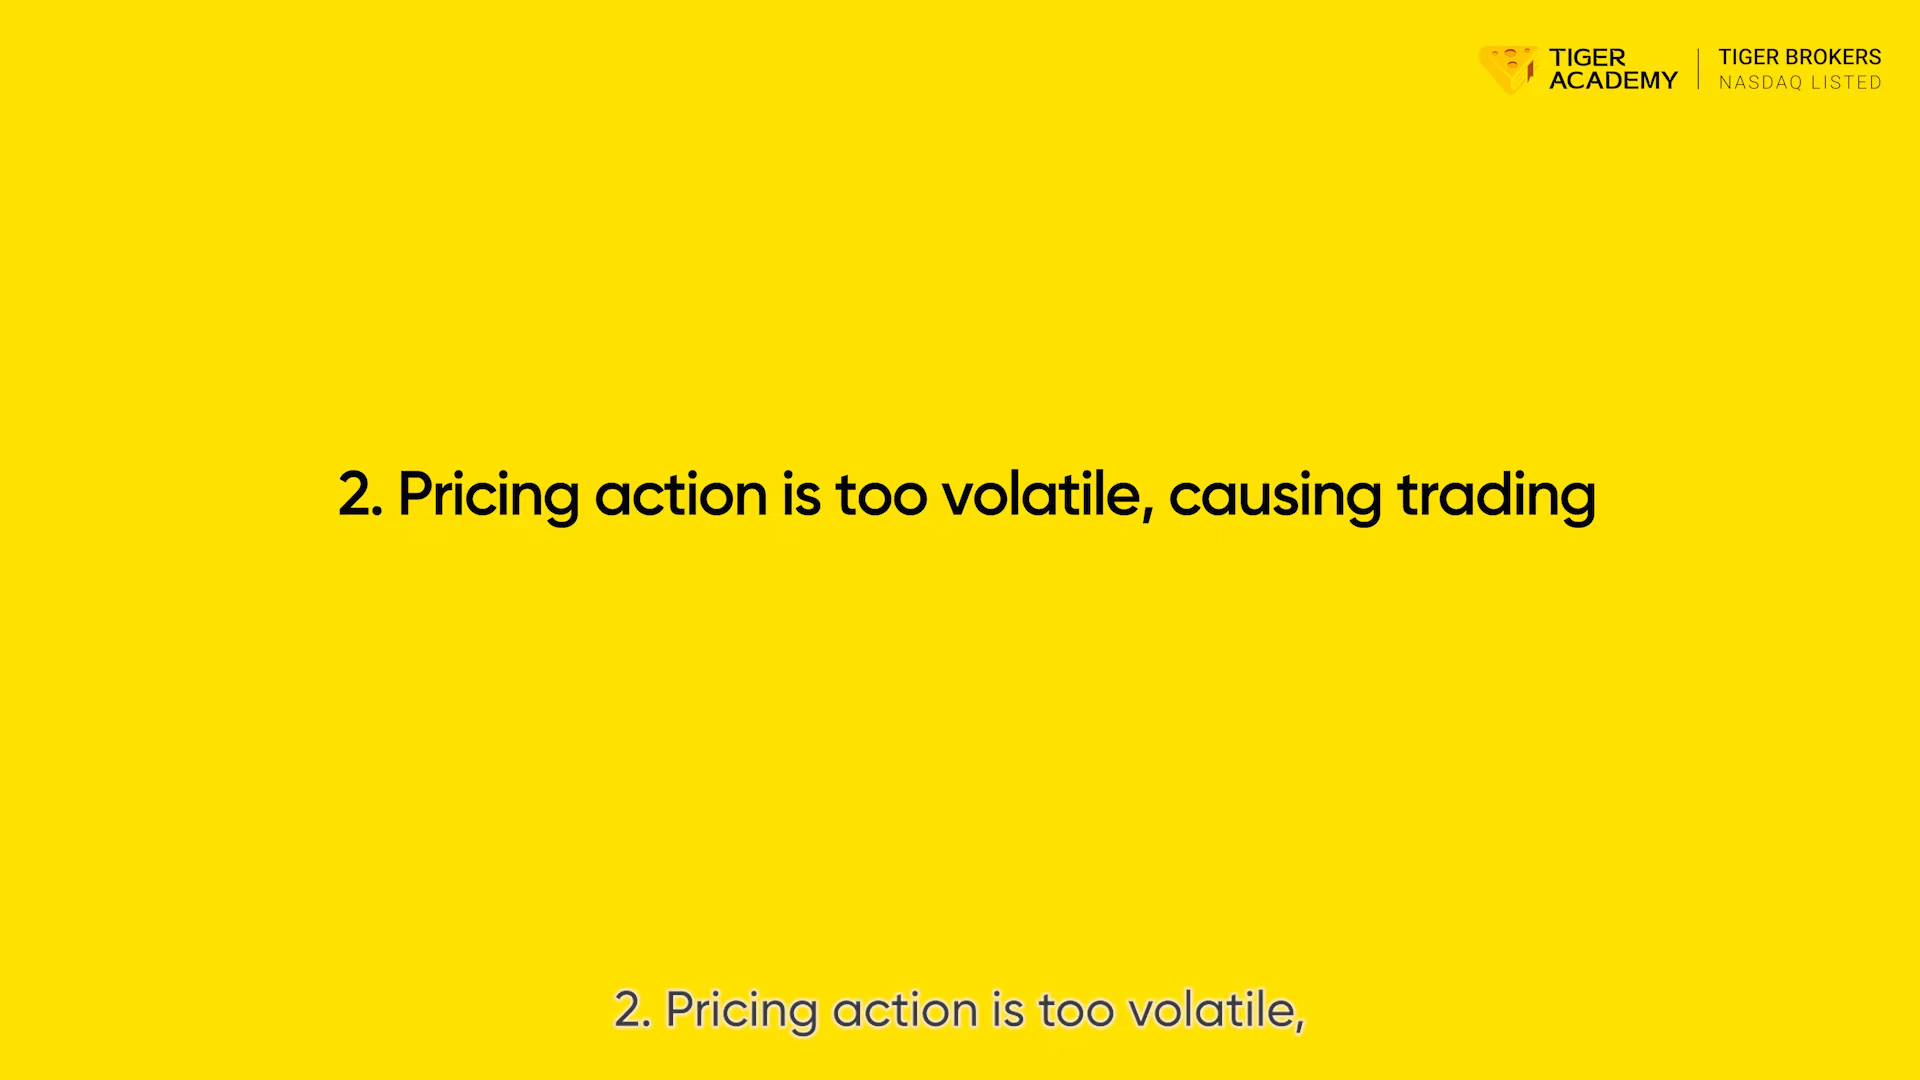 TIGER
ACADEMY
TIGER BROKERS
NASDAQ LISTED
2. Pricing action is too volatile, causing trading
2. Pricing action is too volatile,